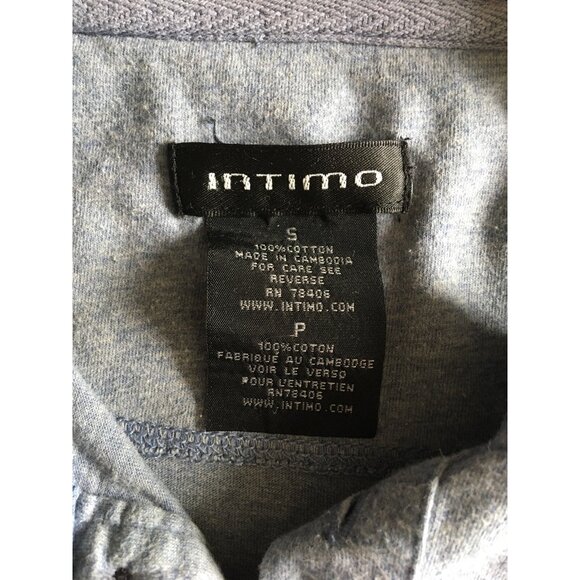 INTIMO
S
100%COTTON
MADE IN CAMBODIA
FOR CARE SEE
REVERSE
RN 78406
WWW.INTIMO.COM
P
100%COTON
FABRIQUÉ AU CAMBODGE
VOIR LE VERSO
POUR L'ENTRETIEN
RN78406
WWW.INTIMO.COM